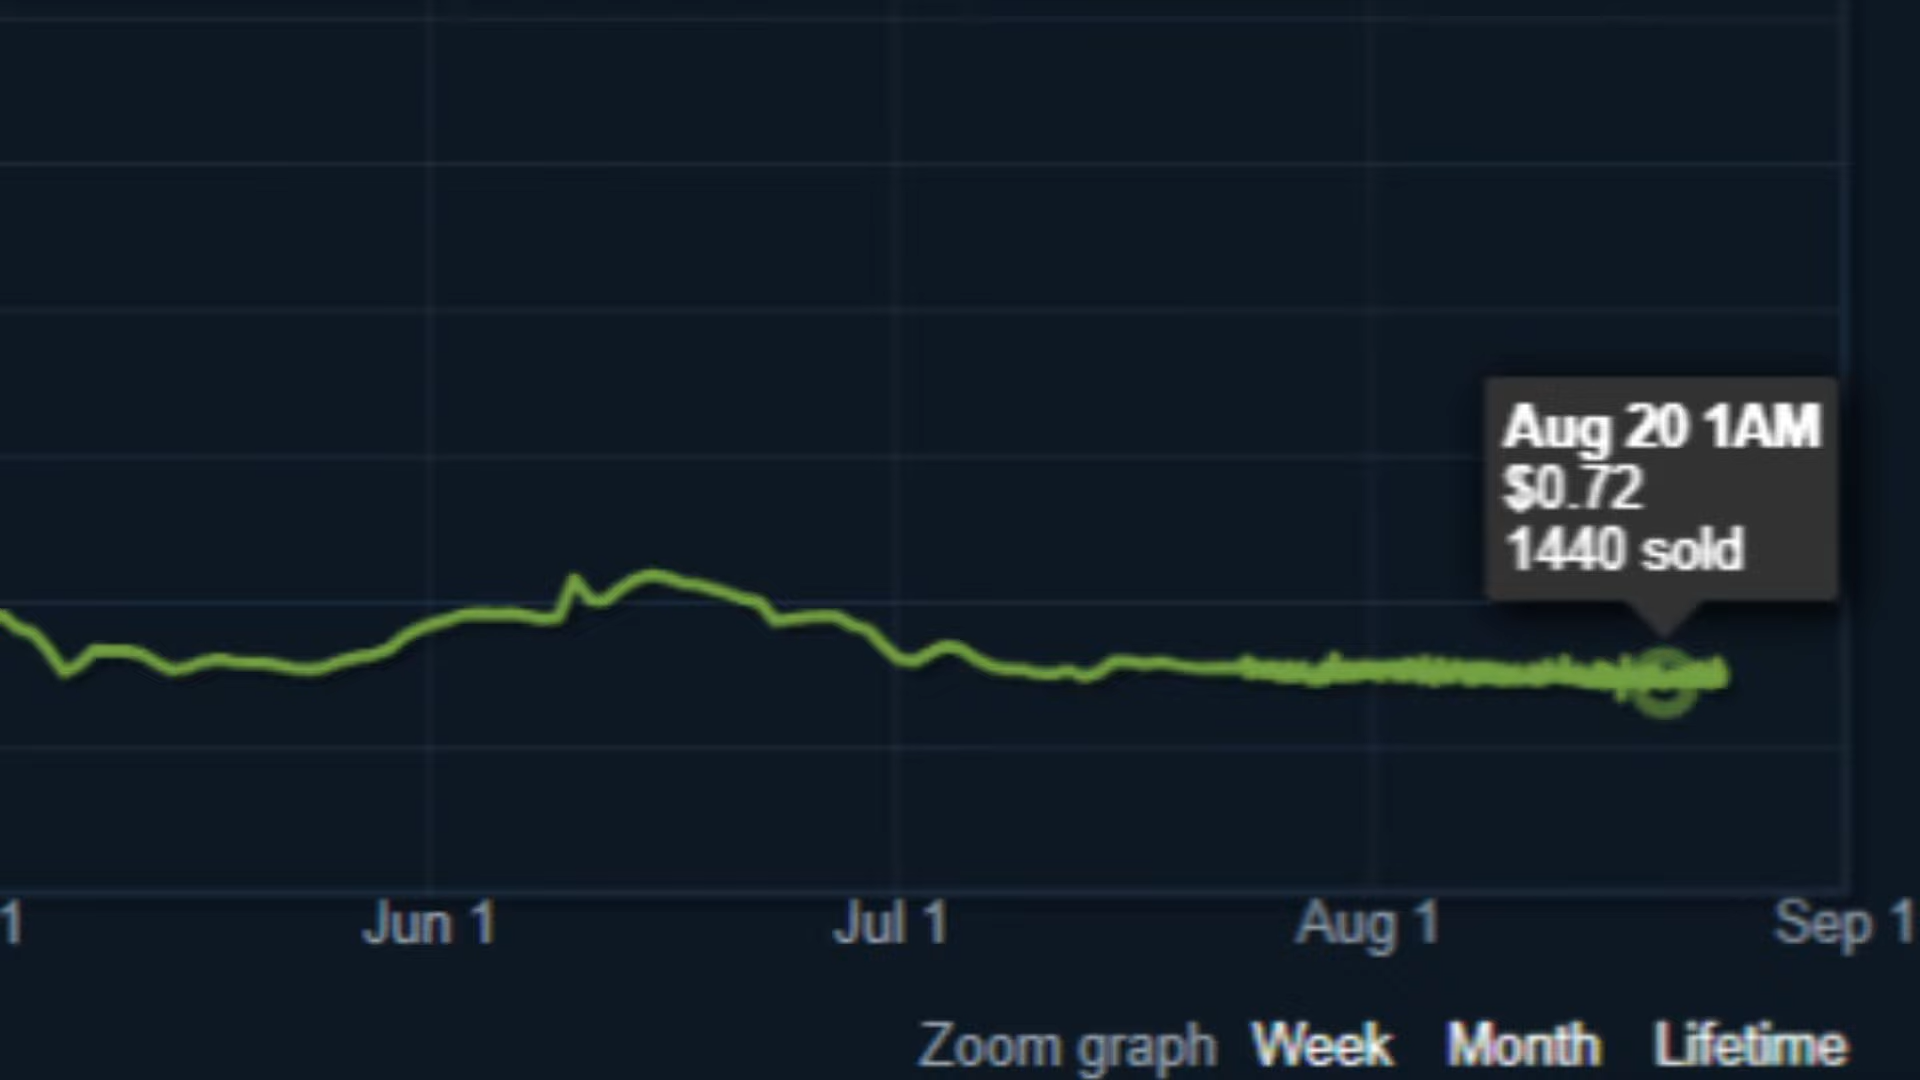 Aug 20 1AM
$0.72
1440 sold
1 Jun 1 Jul 1 Aug 1 Sep 1
Zoom graph Week Month Lifetime